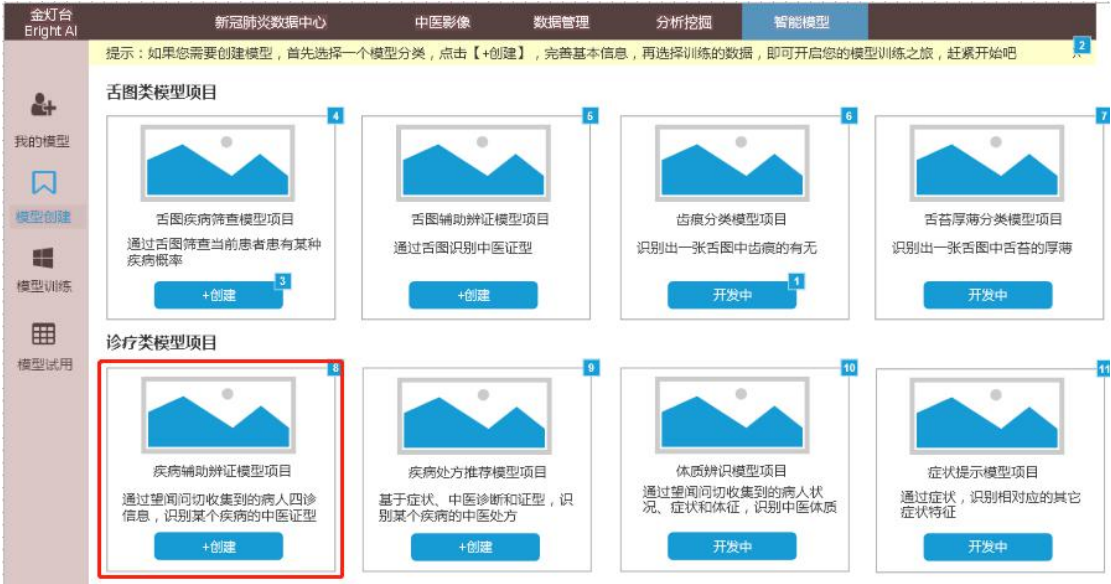 金灯台
Bright AI
新冠肺炎数据中心
中医影像
数据管理
分析挖掘
智能模型
提示：如果您需要创建模型，首先选择一个模型分类，点击【+创建】，完善基本信息，再选择训练的数据，即可开启您的模型训练之旅，赶紧开始吧
2
我的模型
模型创建
模型训练
模型试用
舌图类模型项目
4
舌图疾病筛查模型项目
通过舌图筛查当前患者患有某种
疾病概率
3
+创建
5
舌图辅助辨证模型项目
通过舌图识别中医证型
+创建
6
齿痕分类模型项目
识别出一张舌图中齿痕的有无
1
开发中
7
舌苔厚薄分类模型项目
识别出一张舌图中舌苔的厚薄
开发中
诊疗类模型项目
8
疾病辅助辨证模型项目
通过望闻问切收集到的病人四诊
信息，识别某个疾病的中医证型
+创建
9
疾病处方推荐模型项目
基于症状、中医诊断和证型，识
别某个疾病的中医处方
+创建
10
体质辨识模型项目
通过望闻问切收集到的病人状
况、症状和体征，识别中医体质
开发中
11
症状提示模型项目
通过症状，识别相对应的其它
症状特征
开发中